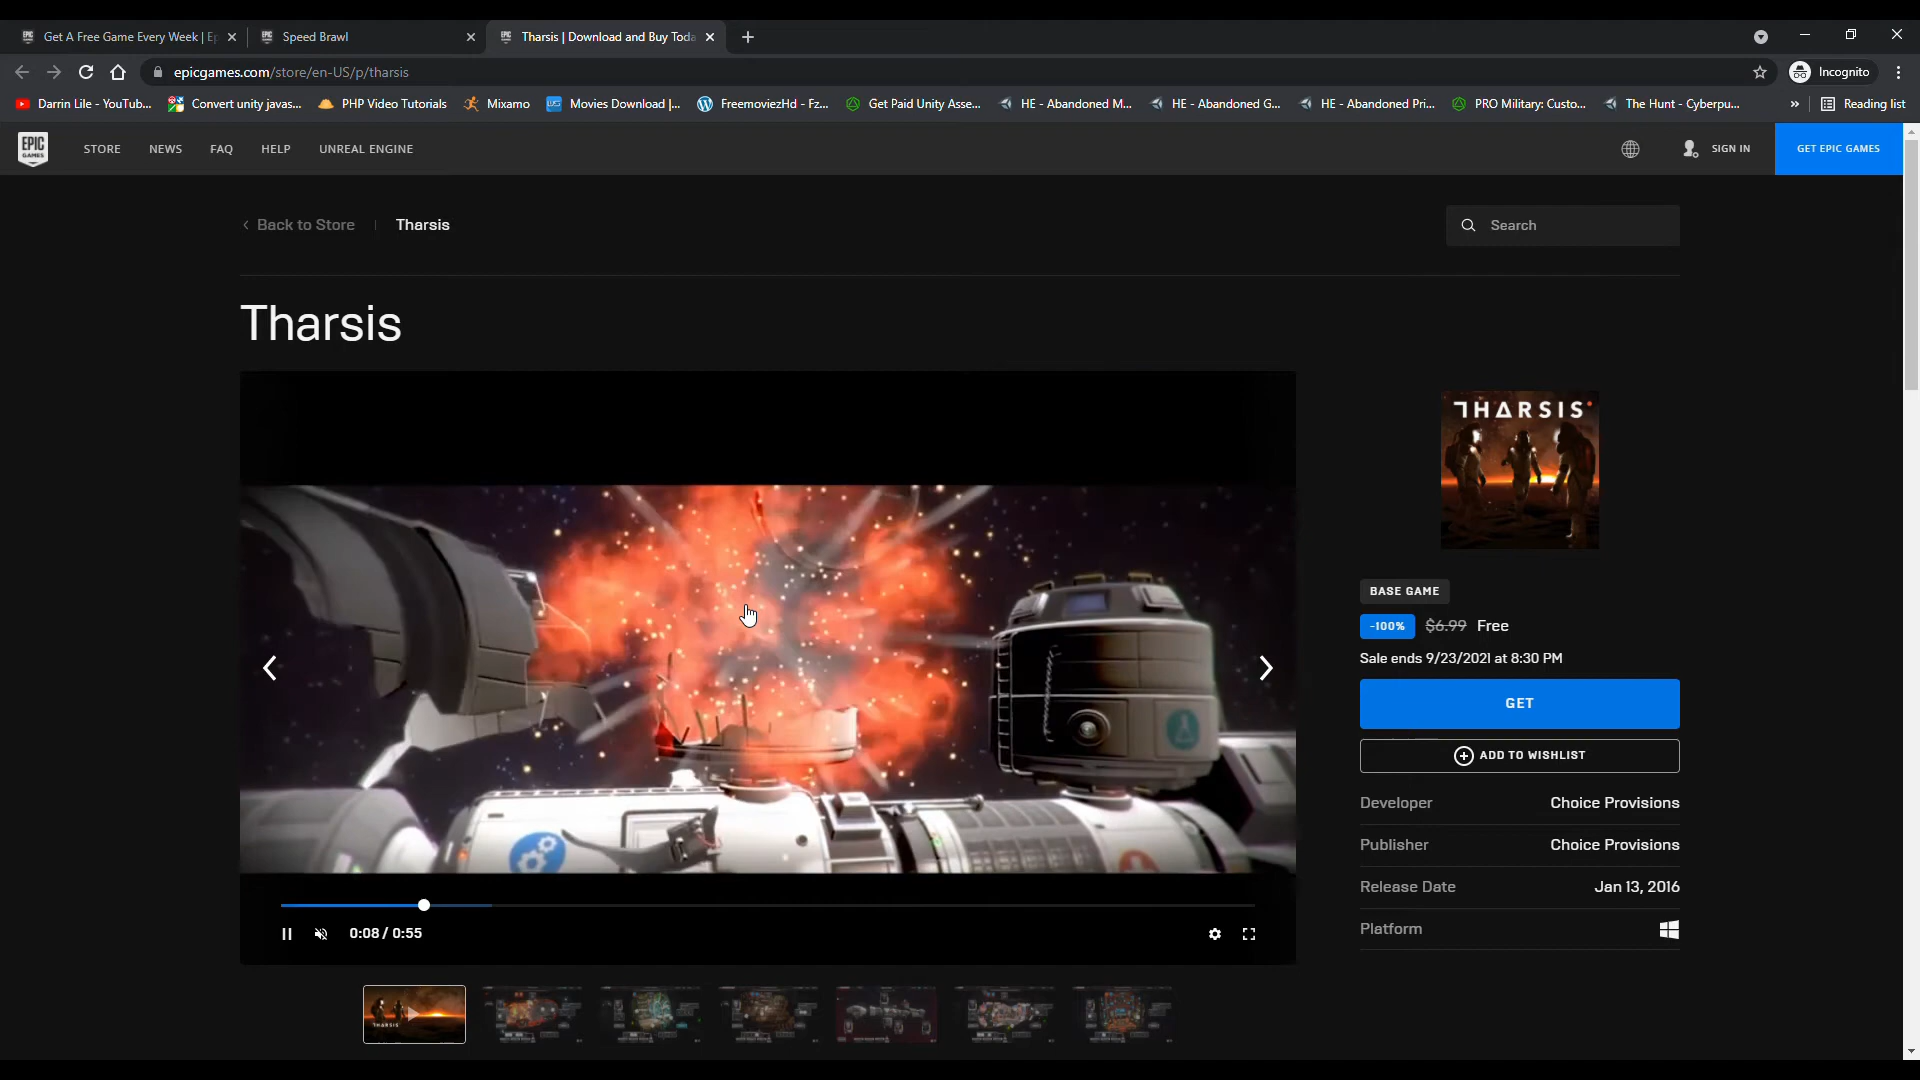 Get A Free Game Every Week | Ep
Speed Brawl
Tharsis | Download and Buy Toda
epicgames.com/store/en-US/p/tharsis
Incognito
Darrin Lile - YouTub...
Convert unity javas...
PHP Video Tutorials
Mixamo
Movies Download |...
FreemoviezHd - Fz...
Get Paid Unity Asse...
HE - Abandoned M...
HE - Abandoned G...
HE - Abandoned Pri...
PRO Military: Custo...
The Hunt - Cyberpu...
»
Reading list
EPIC
GAMES
STORE
NEWS
FAQ
HELP
UNREAL ENGINE
SIGN IN
GET EPIC GAMES
Back to Store
Tharsis
Search
Tharsis
THARSIS
BASE GAME
-100% $6.99 Free
Sale ends 9/23/2021 at 8:30 PM
GET
ADD TO WISHLIST
Developer Choice Provisions
Publisher Choice Provisions
Release Date Jan 13, 2016
Platform
0:08 / 0:55
THARSIS